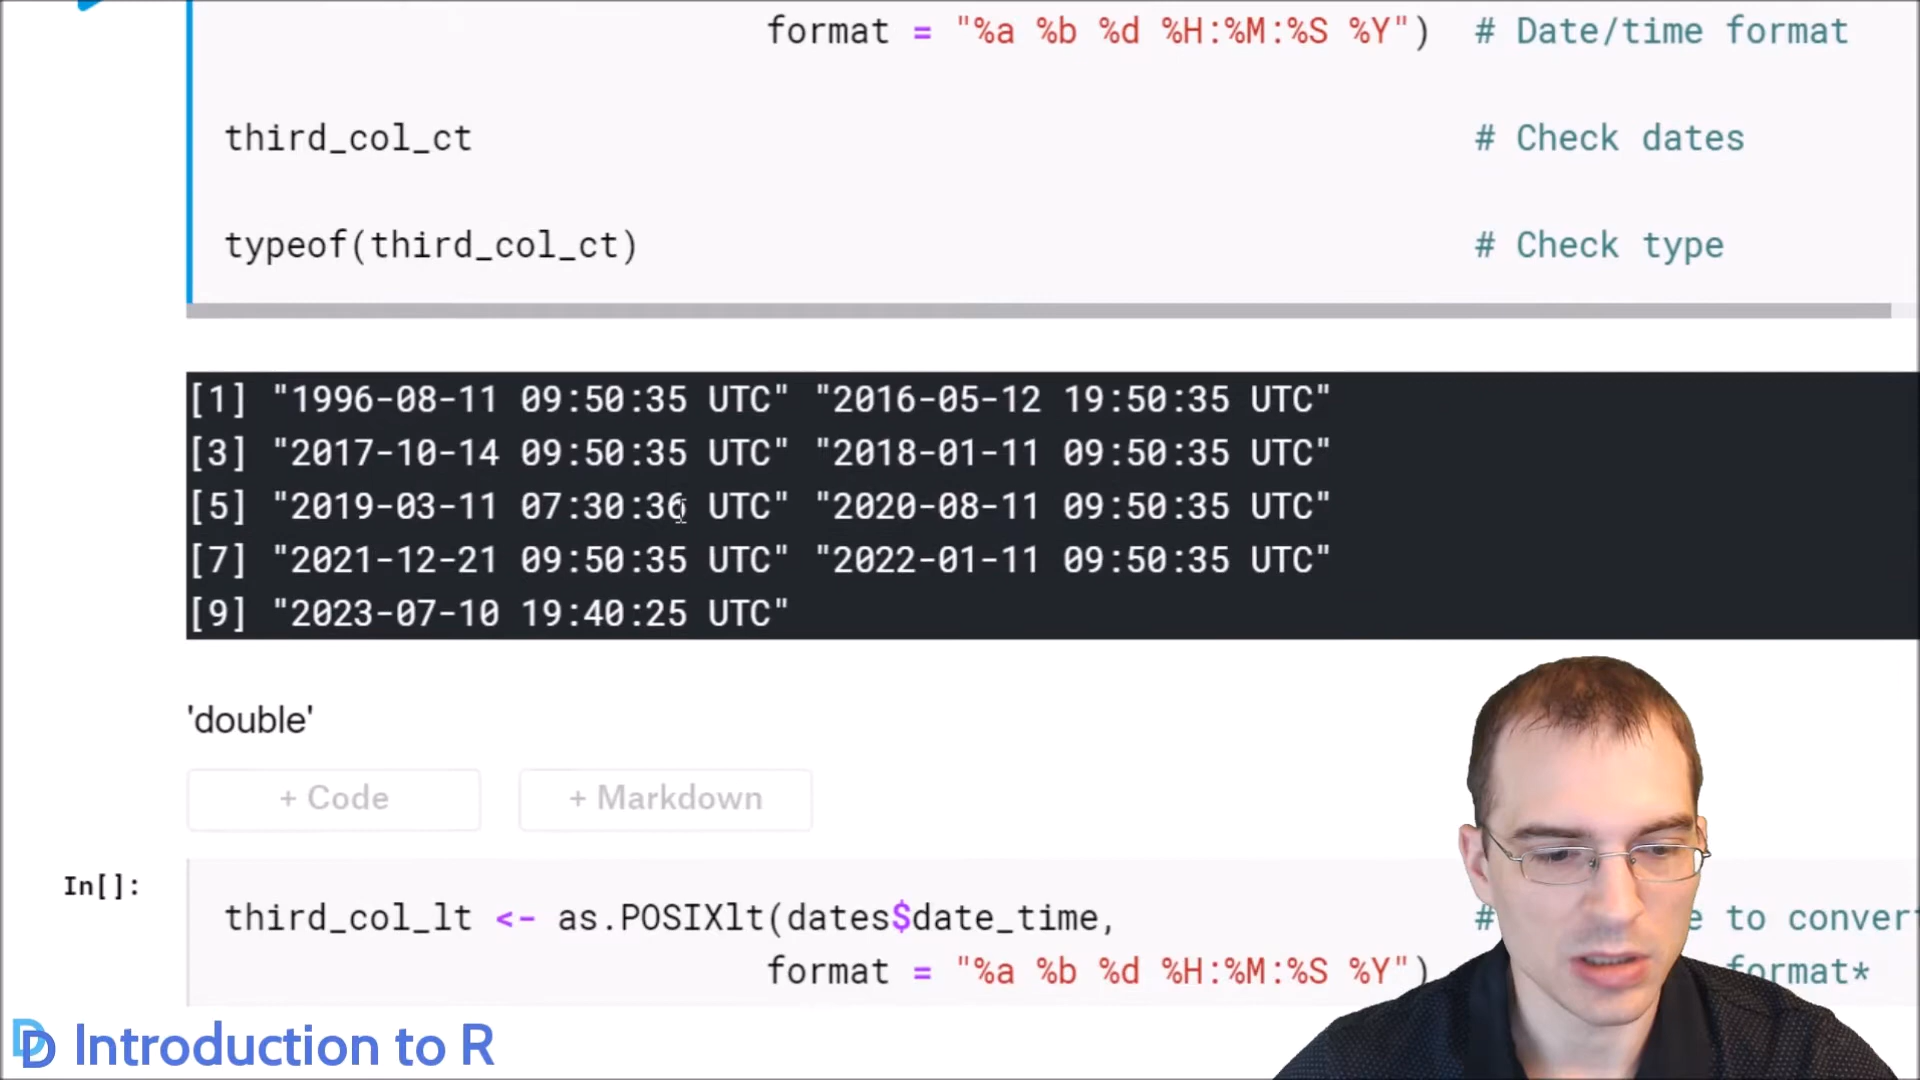 format = "%a %b %d %H:%M:%S %Y") # Date/time format
third_col_ct # Check dates
typeof(third_col_ct) # Check type
[1] "1996-08-11 09:50:35 UTC" "2016-05-12 19:50:35 UTC"
[3] "2017-10-14 09:50:35 UTC" "2018-01-11 09:50:35 UTC"
[5] "2019-03-11 07:30:36 UTC" "2020-08-11 09:50:35 UTC"
[7] "2021-12-21 09:50:35 UTC" "2022-01-11 09:50:35 UTC"
[9] "2023-07-10 19:40:25 UTC"
'double'
+ Code + Markdown
In[]:
third_col_lt <- as.POSIXlt(dates$date_time, # to
format = "%a %b %d %H:%M:%S %Y") format*
Introduction to R